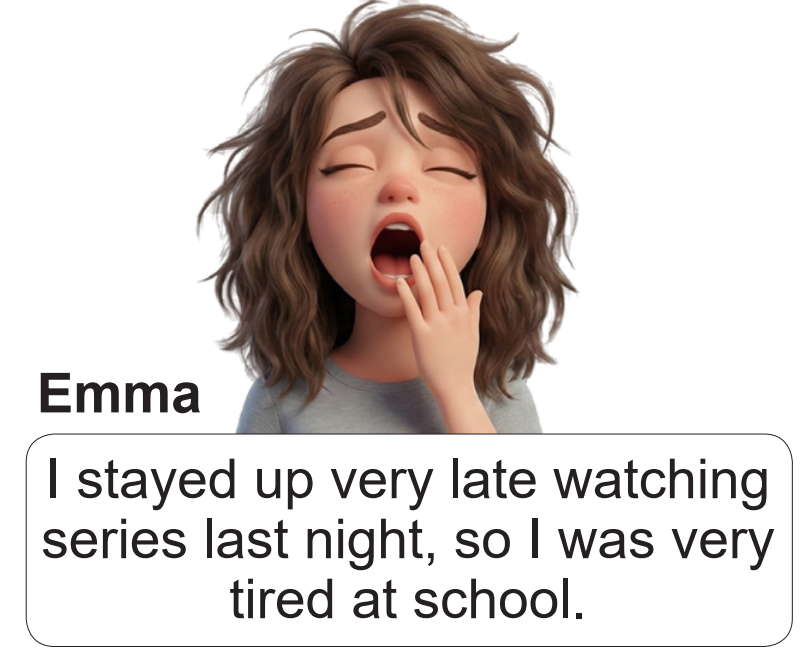 Emma
I stayed up very late watching
series last night, so I was very
tired at school.